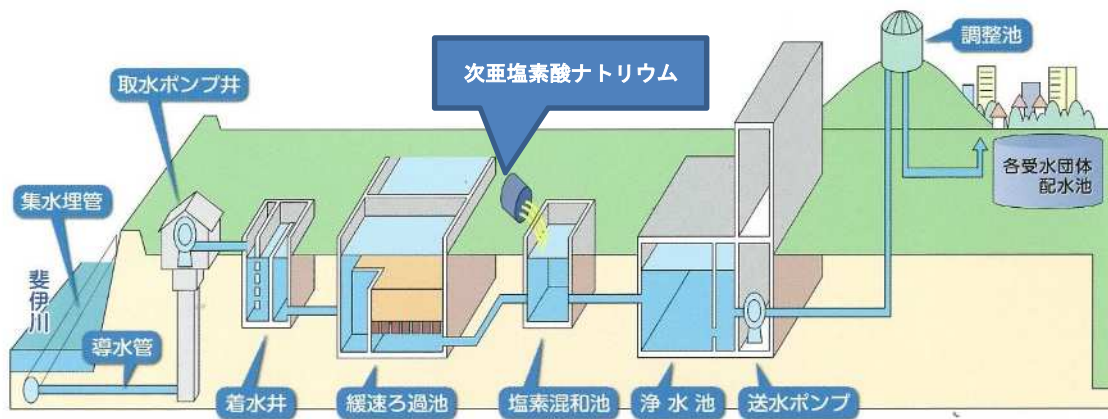 次亜塩素酸ナトリウム
調整池
取水ポンプ井
各受水団体
配水池
集水埋管
斐伊川
導水管
着水井
緩速ろ過池
塩素混和池
浄水池
送水ポンプ